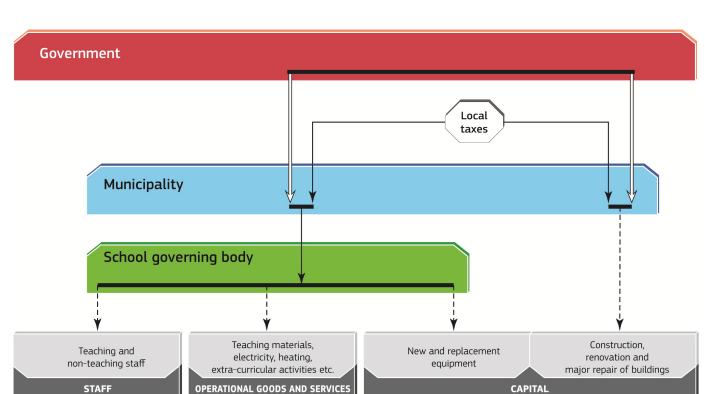 Government
Local
taxes
Municipality
School governing body
Teaching and
non-teaching staff
Teaching materials,
electricity, heating,
extra-curricular activities etc.
New and replacement
equipment
Construction,
renovation and
major repair of buildings
STAFF
OPERATIONAL GOODS AND SERVICES
CAPITAL